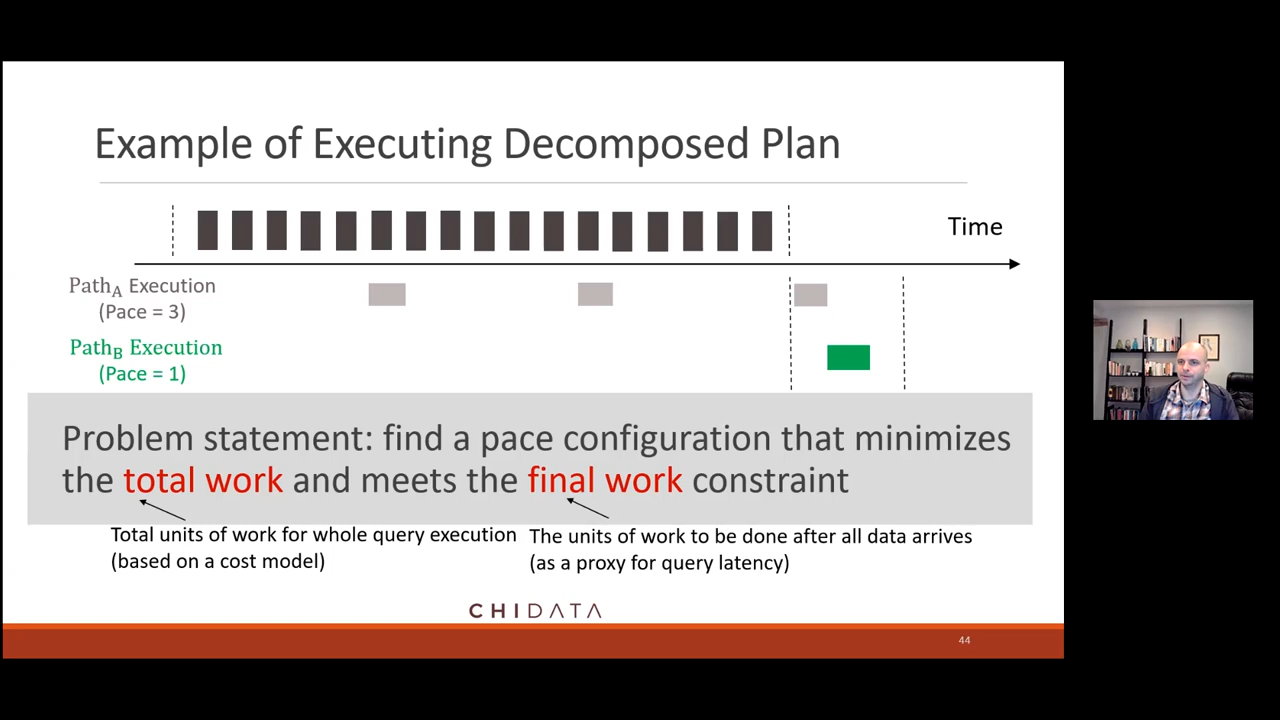 Example of Executing Decomposed Plan
Time
Path_A Execution
(Pace = 3)
Path_B Execution
(Pace = 1)
Problem statement: find a pace configuration that minimizes
the total work and meets the final work constraint
Total units of work for whole query execution
(based on a cost model)
The units of work to be done after all data arrives
(as a proxy for query latency)
CHIDATA
44